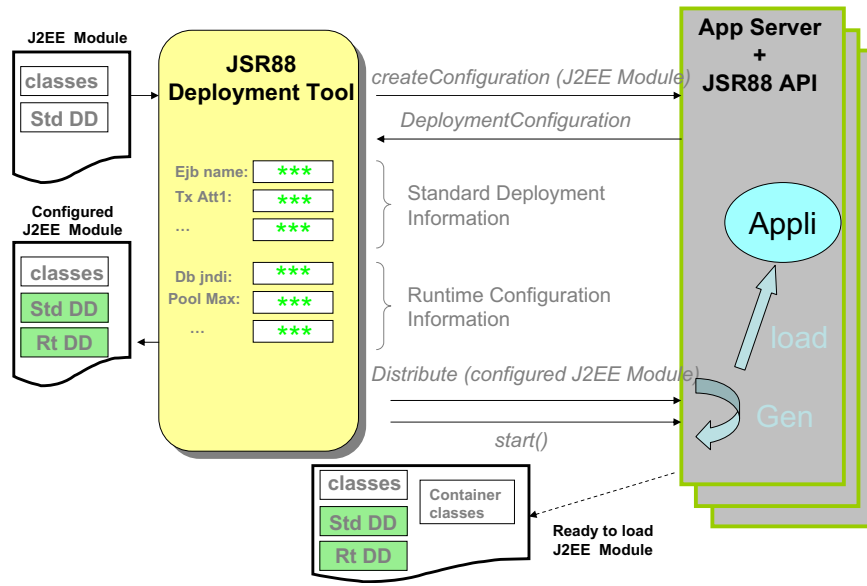 J2EE Module
classes
Std DD
JSR88
Deployment Tool
createConfiguration (J2EE Module)
DeploymentConfiguration
App Server
+
JSR88 API
Ejb name:
***
Tx Att1:
***
...
***
Standard Deployment
Information
Configured
J2EE Module
classes
Std DD
Rt DD
Db jndi:
***
Pool Max:
***
...
***
Runtime Configuration
Information
Appli
load
Gen
Distribute (configured J2EE Module)
start()
classes
Std DD
Rt DD
Container
classes
Ready to load
J2EE Module